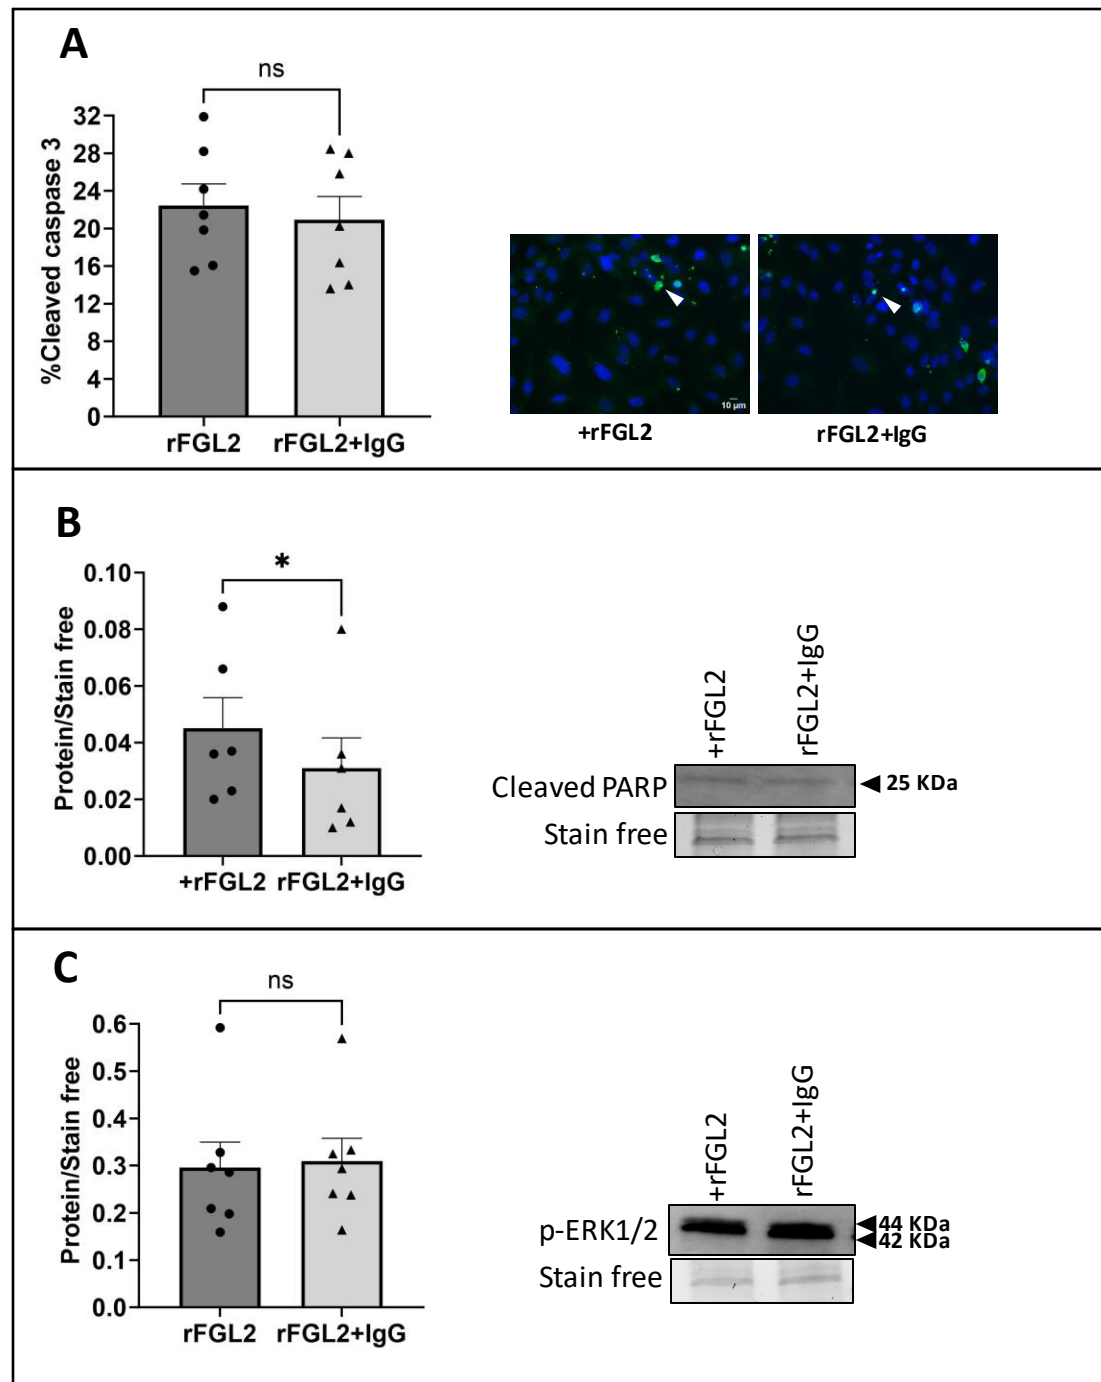 A
ns
%Cleaved caspase 3
32
28
24
20
16
12
8
4
0
rFGL2 rFGL2+IgG
10 µm
+rFGL2 rFGL2+IgG
B
*
Protein/Stain free
0.10
0.08
0.06
0.04
0.02
0.00
+rFGL2 rFGL2+IgG
+rFGL2 rFGL2+IgG
Cleaved PARP 25 KDa
Stain free
C
ns
Protein/Stain free
0.6
0.5
0.4
0.3
0.2
0.1
0.0
rFGL2 rFGL2+IgG
+rFGL2 rFGL2+IgG
p-ERK1/2 44 KDa
42 KDa
Stain free